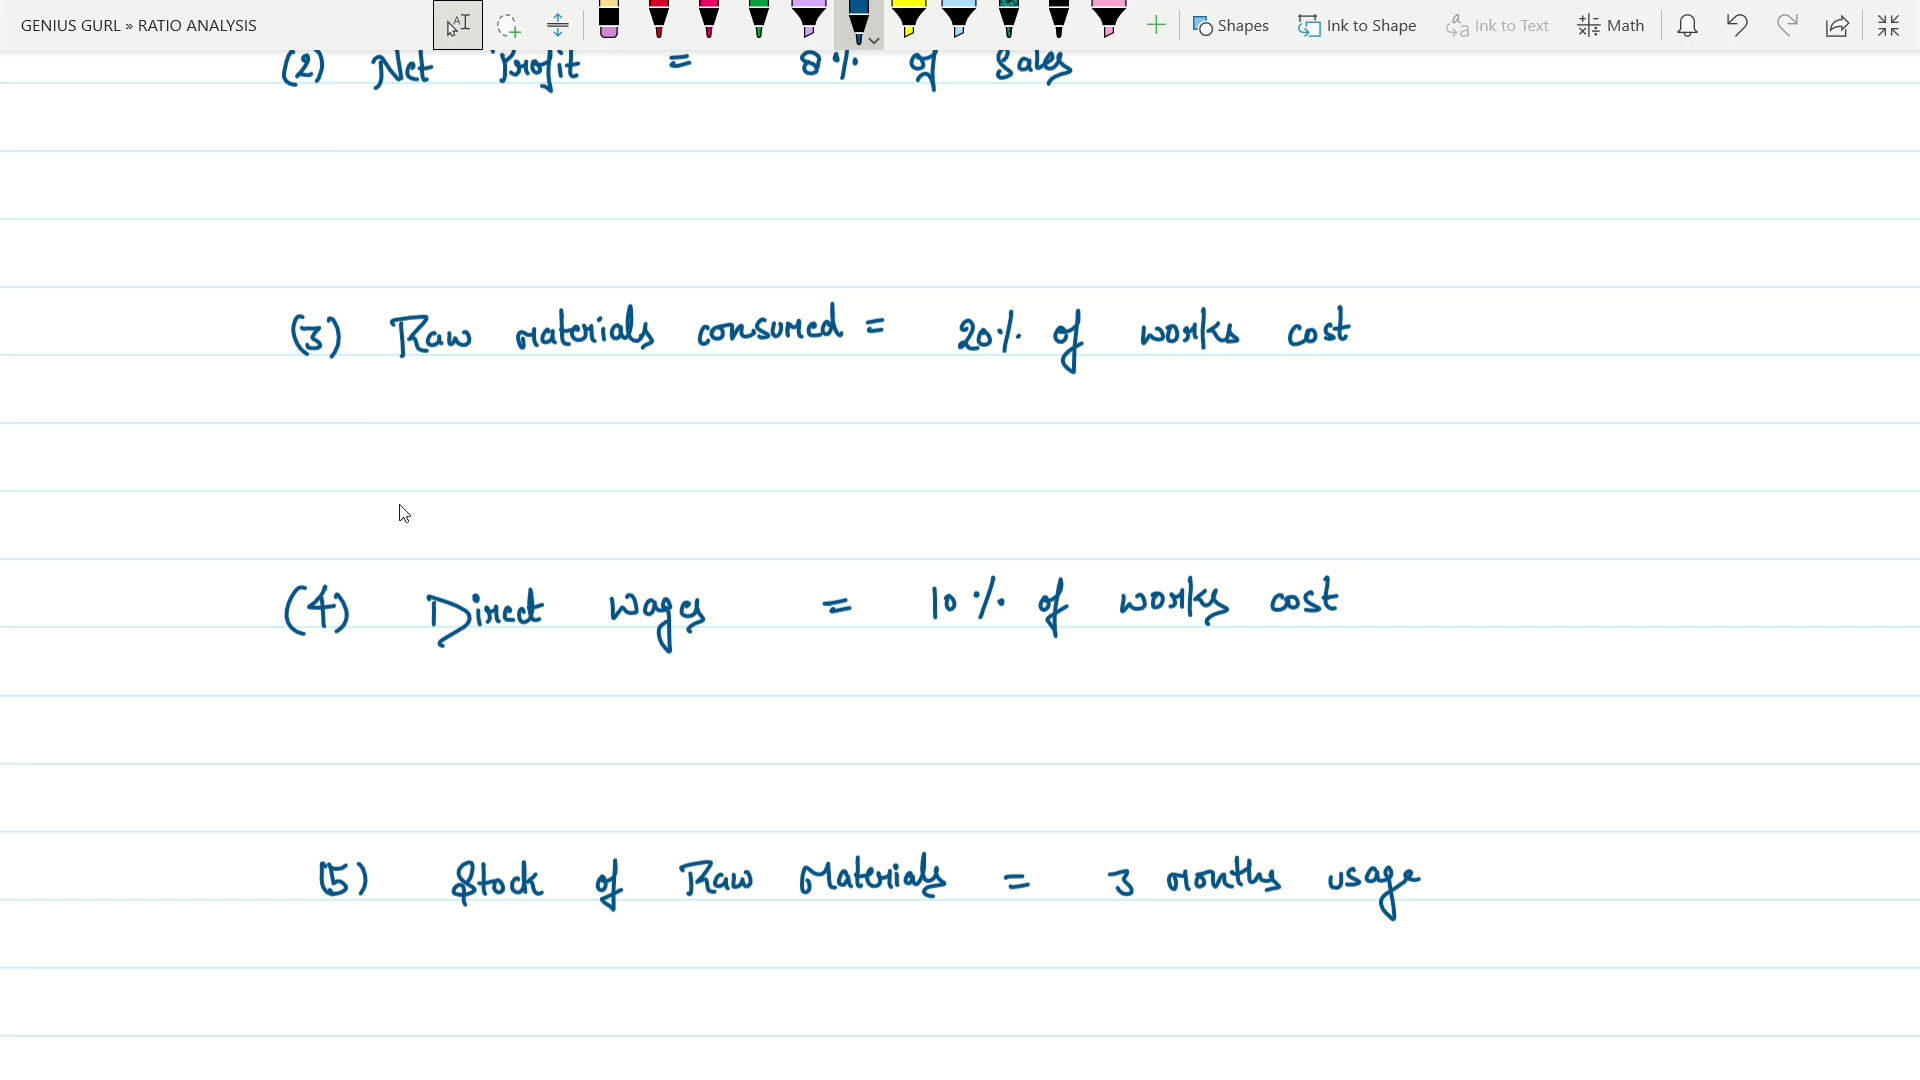 GENIUS GURL » RATIO ANALYSIS
Shapes
Ink to Shape
Ink to Text
Math
(2) Net Profit = 8% of Sales
(3) Raw materials consumed = 20% of works cost
(4) Direct wages = 10% of works cost
(5) Stock of Raw Materials = 3 months usage